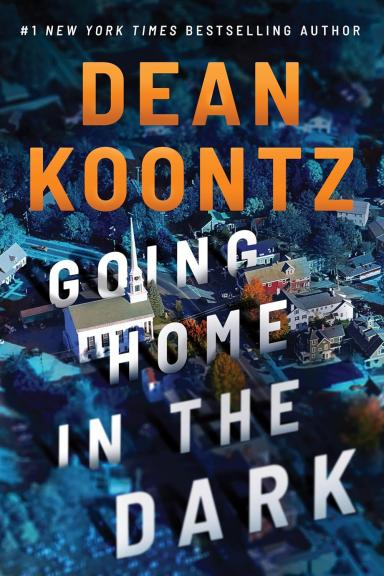 #1 NEW YORK TIMES BESTSELLING AUTHOR
DEAN
KOONTZ
GOING
HOME
IN THE
DARK